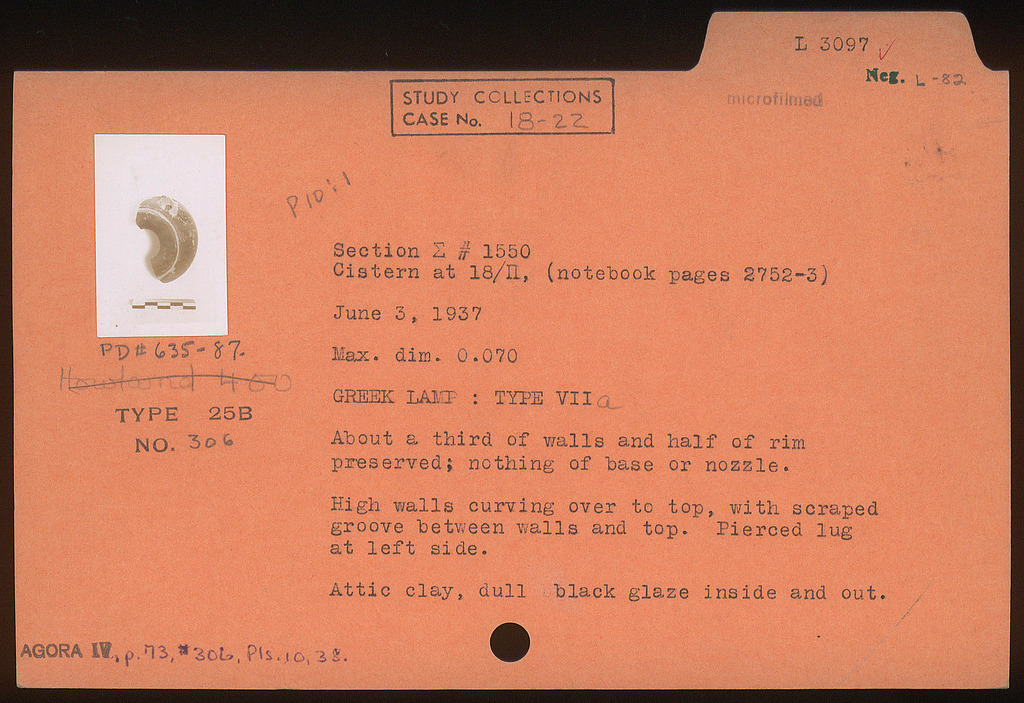 L 3097 ✓
Neg. L-82
microfilmed
STUDY COLLECTIONS
CASE No. 18-22
Section Σ # 1550
Cistern at 18/Π, (notebook pages 2752-3)
June 3, 1937
Max. dim. 0.070
GREEK LAMP : TYPE VII a
About a third of walls and half of rim
preserved; nothing of base or nozzle.
High walls curving over to top, with scraped
groove between walls and top. Pierced lug
at left side.
Attic clay, dull black glaze inside and out.
PD# 635-87.
Howland 400
TYPE 25B
NO. 306
AGORA IV, p. 73, #306, Pls. 10, 38.